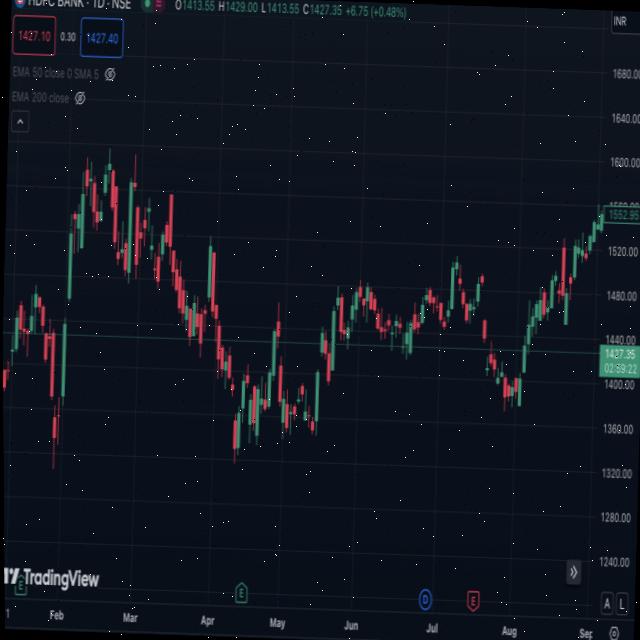 HDFC BANK · 1D · NSE O1413.55 H1429.00 L1413.55 C1427.35 +6.75 (+0.48%)
INR
1427.10 0.30 1427.40
EMA 50 close 0 SMA 5
EMA 200 close
1680.00
1640.00
1600.00
1552.95
1520.00
1480.00
1440.00
1427.35
02:59:22
1400.00
1360.00
1320.00
1280.00
1240.00
TradingView
E E D E
A L
Feb Mar Apr May Jun Jul Aug Sep